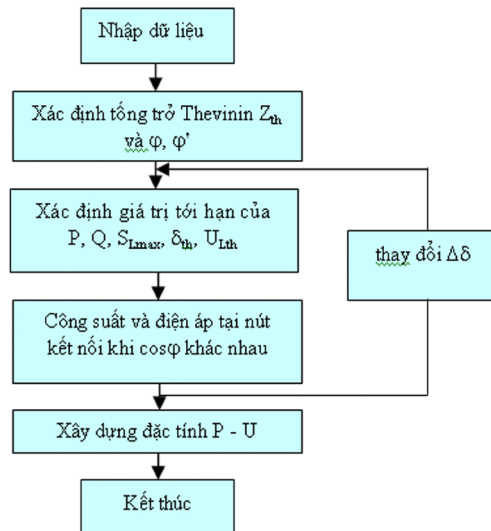 Nhập dữ liệu
Xác định tổng trở Thevinin Zth
và φ, φ'
Xác định giá trị tới hạn của
P, Q, SLmax, δth, ULth
thay đổi Δδ
Công suất và điện áp tại nút
kết nối khi cosφ khác nhau
Xây dựng đặc tính P - U
Kết thúc